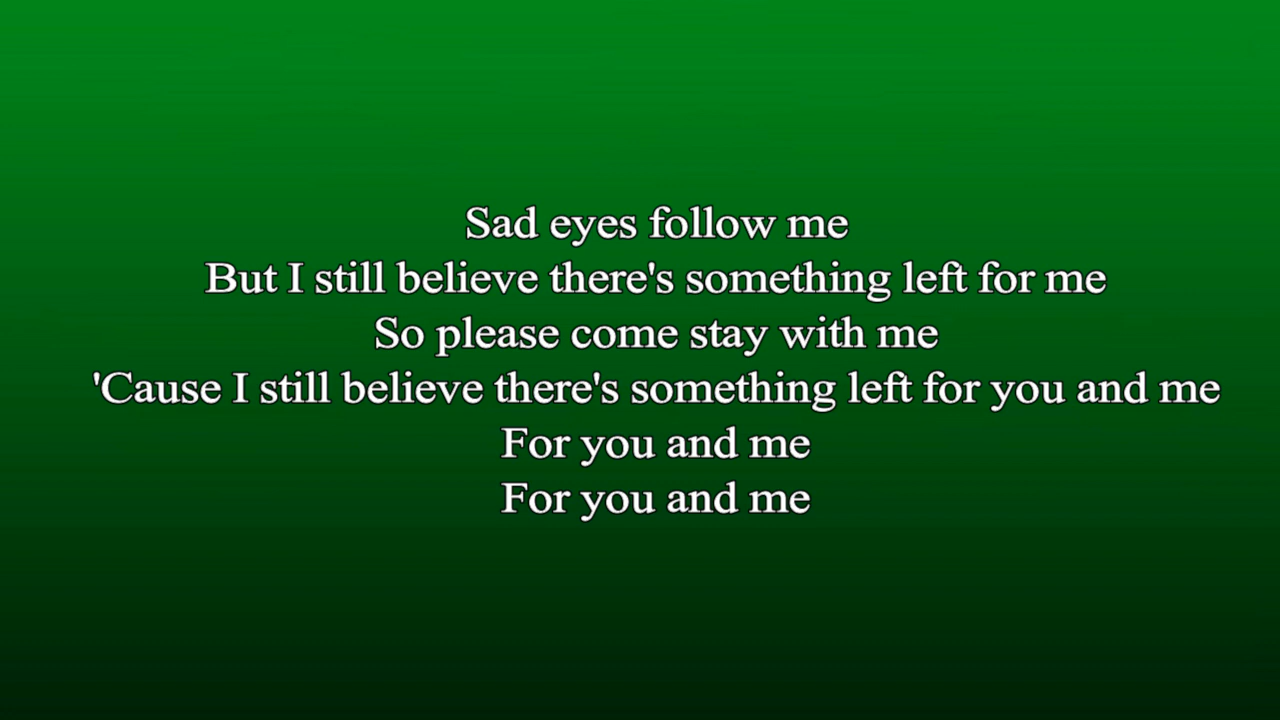 Sad eyes follow me
But I still believe there's something left for me
So please come stay with me
'Cause I still believe there's something left for you and me
For you and me
For you and me